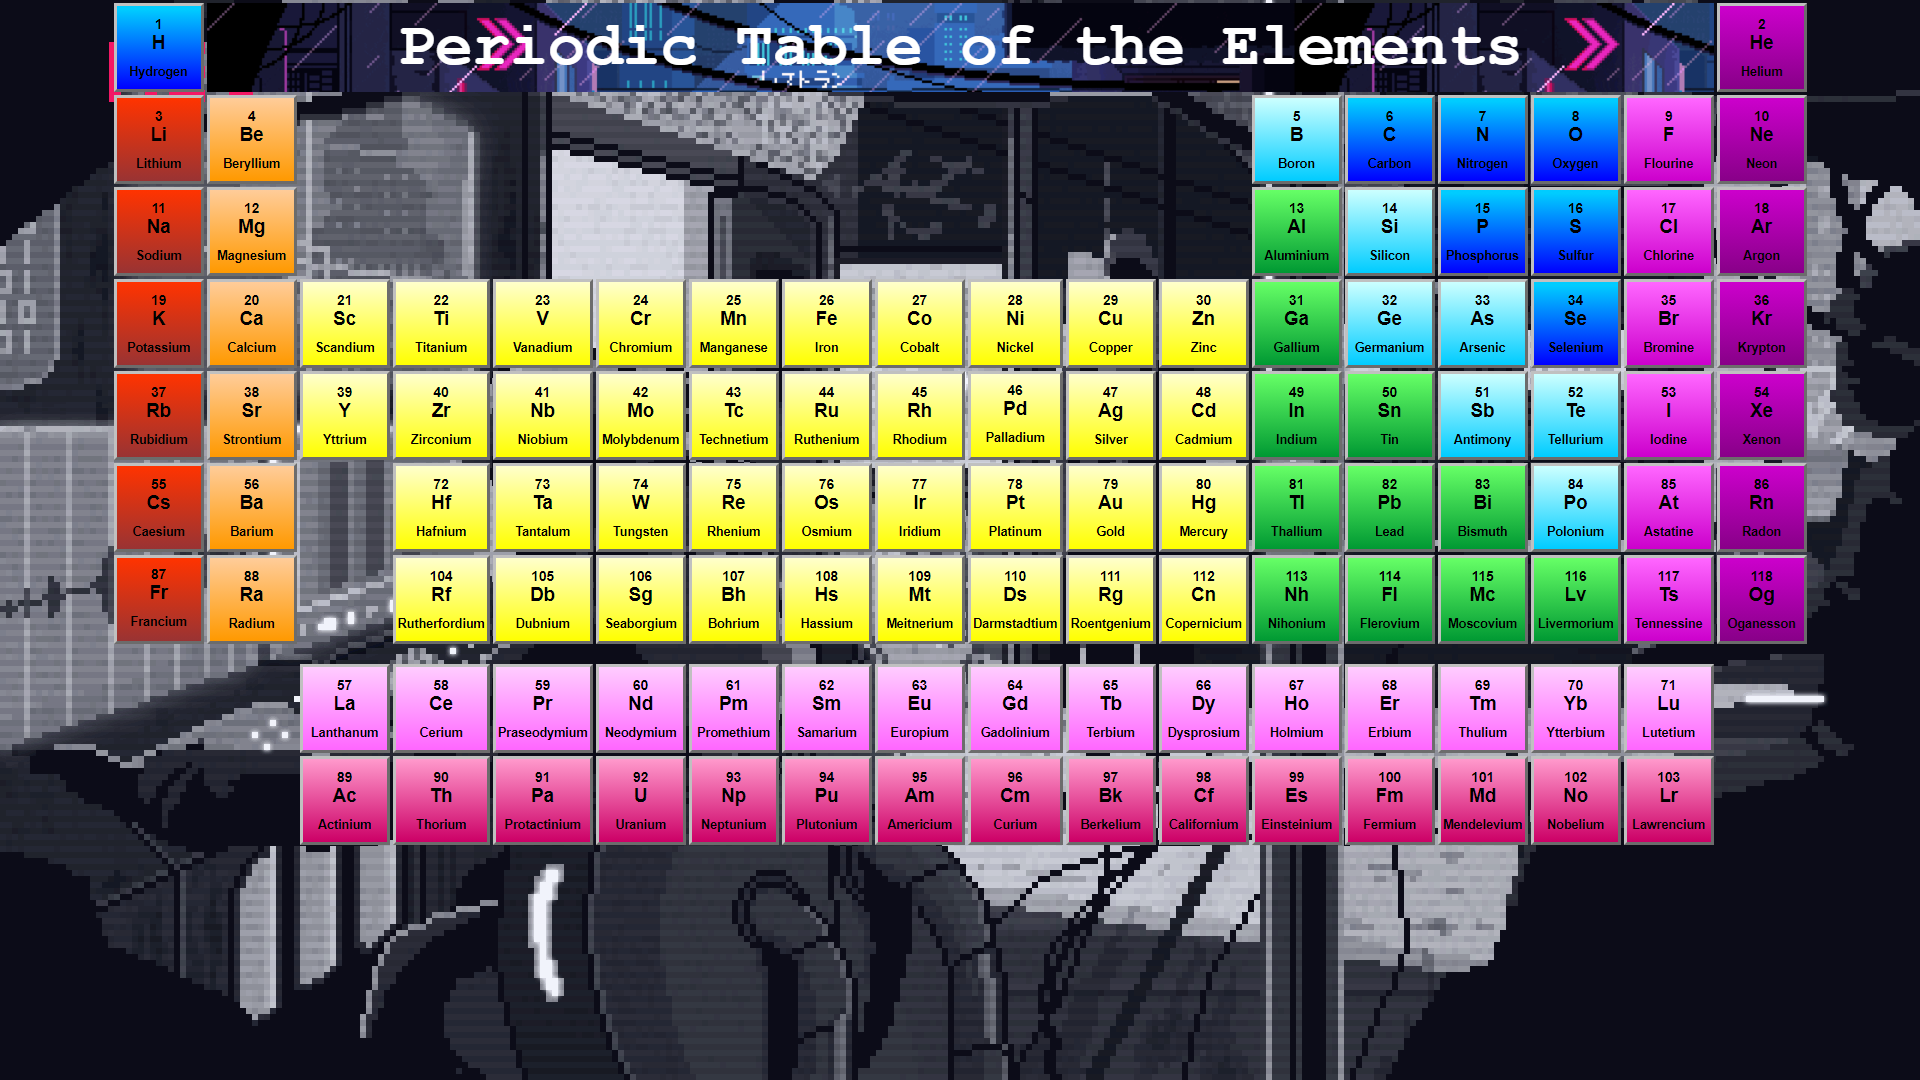 Periodic Table of the Elements
1 H Hydrogen
2 He Helium
3 Li Lithium
4 Be Beryllium
5 B Boron
6 C Carbon
7 N Nitrogen
8 O Oxygen
9 F Flourine
10 Ne Neon
11 Na Sodium
12 Mg Magnesium
13 Al Aluminium
14 Si Silicon
15 P Phosphorus
16 S Sulfur
17 Cl Chlorine
18 Ar Argon
19 K Potassium
20 Ca Calcium
21 Sc Scandium
22 Ti Titanium
23 V Vanadium
24 Cr Chromium
25 Mn Manganese
26 Fe Iron
27 Co Cobalt
28 Ni Nickel
29 Cu Copper
30 Zn Zinc
31 Ga Gallium
32 Ge Germanium
33 As Arsenic
34 Se Selenium
35 Br Bromine
36 Kr Krypton
37 Rb Rubidium
38 Sr Strontium
39 Y Yttrium
40 Zr Zirconium
41 Nb Niobium
42 Mo Molybdenum
43 Tc Technetium
44 Ru Ruthenium
45 Rh Rhodium
46 Pd Palladium
47 Ag Silver
48 Cd Cadmium
49 In Indium
50 Sn Tin
51 Sb Antimony
52 Te Tellurium
53 I Iodine
54 Xe Xenon
55 Cs Caesium
56 Ba Barium
72 Hf Hafnium
73 Ta Tantalum
74 W Tungsten
75 Re Rhenium
76 Os Osmium
77 Ir Iridium
78 Pt Platinum
79 Au Gold
80 Hg Mercury
81 Tl Thallium
82 Pb Lead
83 Bi Bismuth
84 Po Polonium
85 At Astatine
86 Rn Radon
87 Fr Francium
88 Ra Radium
104 Rf Rutherfordium
105 Db Dubnium
106 Sg Seaborgium
107 Bh Bohrium
108 Hs Hassium
109 Mt Meitnerium
110 Ds Darmstadtium
111 Rg Roentgenium
112 Cn Copernicium
113 Nh Nihonium
114 Fl Flerovium
115 Mc Moscovium
116 Lv Livermorium
117 Ts Tennessine
118 Og Oganesson
57 La Lanthanum
58 Ce Cerium
59 Pr Praseodymium
60 Nd Neodymium
61 Pm Promethium
62 Sm Samarium
63 Eu Europium
64 Gd Gadolinium
65 Tb Terbium
66 Dy Dysprosium
67 Ho Holmium
68 Er Erbium
69 Tm Thulium
70 Yb Ytterbium
71 Lu Lutetium
89 Ac Actinium
90 Th Thorium
91 Pa Protactinium
92 U Uranium
93 Np Neptunium
94 Pu Plutonium
95 Am Americium
96 Cm Curium
97 Bk Berkelium
98 Cf Californium
99 Es Einsteinium
100 Fm Fermium
101 Md Mendelevium
102 No Nobelium
103 Lr Lawrencium